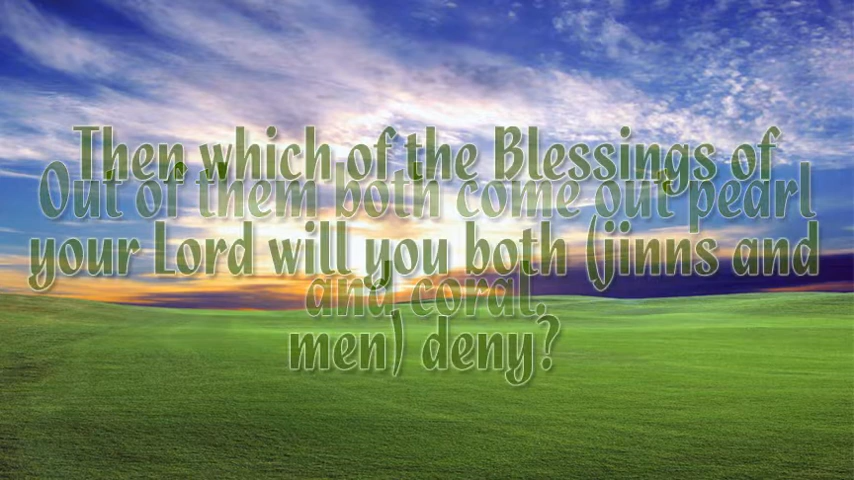 Then which of the Blessings of
Out of them both come out pearl
your Lord will you both (jinns and
and coral.
men) deny?